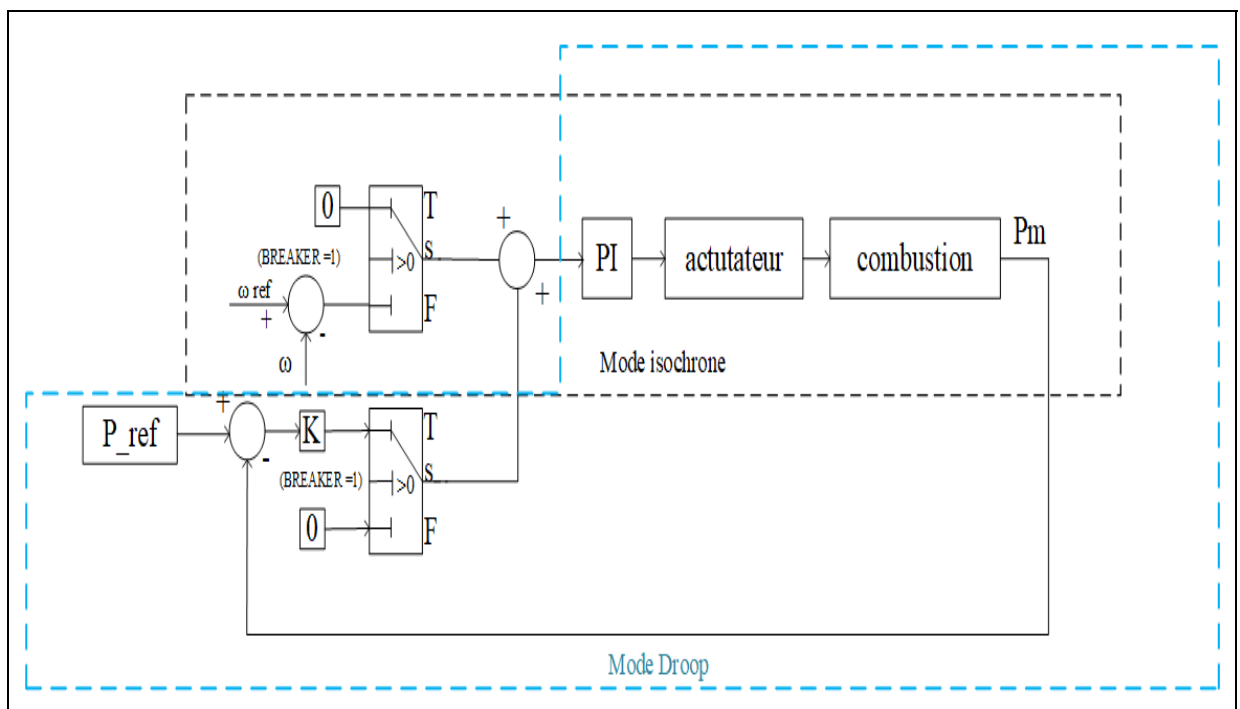 0
T
(BREAKER =1)
>0
S
F
ω ref
+
-
ω
+
+
PI
actutateur
combustion
Pm
Mode isochrone
P_ref
+
-
K
T
(BREAKER =1)
>0
S
0
F
Mode Droop